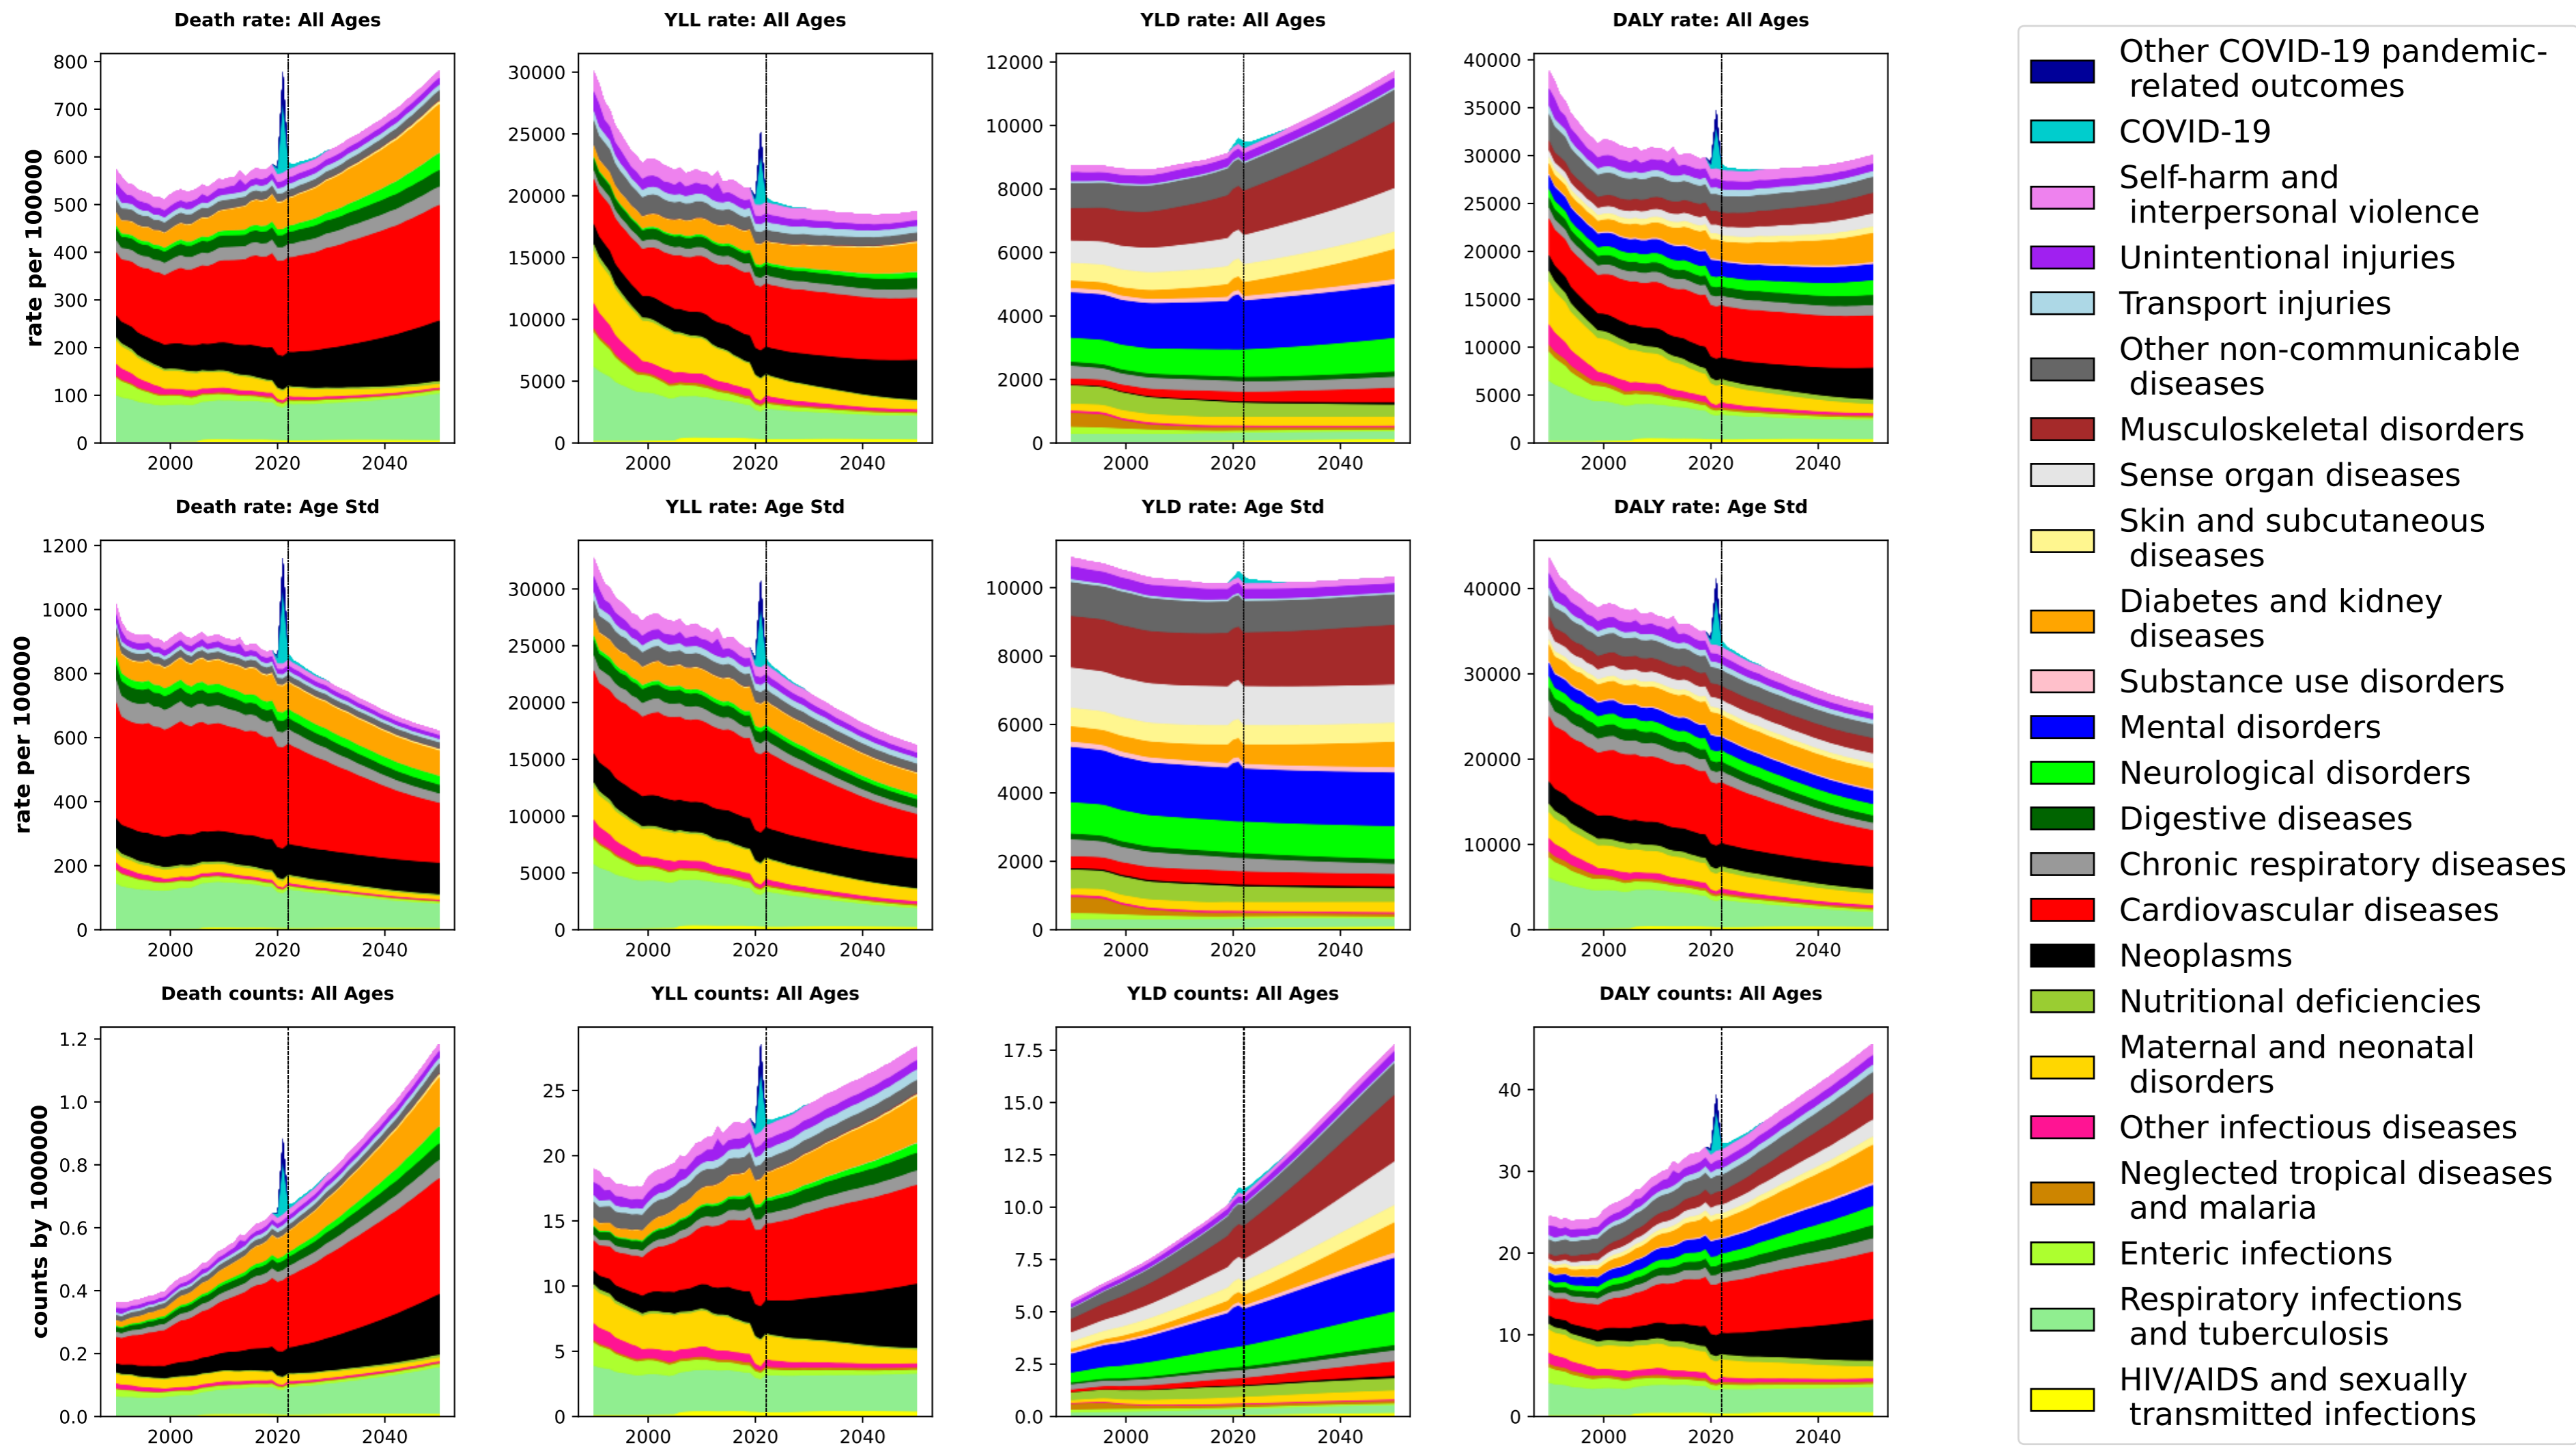 Death rate: All Ages
YLL rate: All Ages
YLD rate: All Ages
DALY rate: All Ages
rate per 100000
800
700
600
500
400
300
200
100
0
2000 2020 2040
30000
25000
20000
15000
10000
5000
0
2000 2020 2040
12000
10000
8000
6000
4000
2000
0
2000 2020 2040
40000
35000
30000
25000
20000
15000
10000
5000
0
2000 2020 2040
Death rate: Age Std
YLL rate: Age Std
YLD rate: Age Std
DALY rate: Age Std
rate per 100000
1200
1000
800
600
400
200
0
2000 2020 2040
30000
25000
20000
15000
10000
5000
0
2000 2020 2040
10000
8000
6000
4000
2000
0
2000 2020 2040
40000
30000
20000
10000
0
2000 2020 2040
Death counts: All Ages
YLL counts: All Ages
YLD counts: All Ages
DALY counts: All Ages
counts by 1000000
1.2
1.0
0.8
0.6
0.4
0.2
0.0
2000 2020 2040
25
20
15
10
5
0
2000 2020 2040
17.5
15.0
12.5
10.0
7.5
5.0
2.5
0.0
2000 2020 2040
40
30
20
10
0
2000 2020 2040
Other COVID-19 pandemic-
related outcomes
COVID-19
Self-harm and
interpersonal violence
Unintentional injuries
Transport injuries
Other non-communicable
diseases
Musculoskeletal disorders
Sense organ diseases
Skin and subcutaneous
diseases
Diabetes and kidney
diseases
Substance use disorders
Mental disorders
Neurological disorders
Digestive diseases
Chronic respiratory diseases
Cardiovascular diseases
Neoplasms
Nutritional deficiencies
Maternal and neonatal
disorders
Other infectious diseases
Neglected tropical diseases
and malaria
Enteric infections
Respiratory infections
and tuberculosis
HIV/AIDS and sexually
transmitted infections